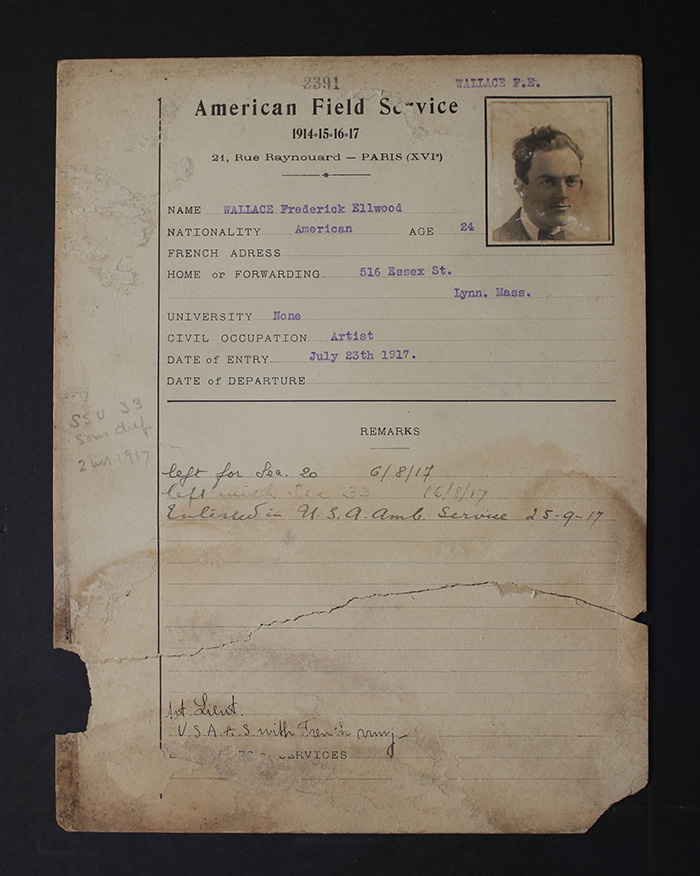 2391
WALLACE F.E.
American Field Service
1914-15-16-17
21, Rue Raynouard — PARIS (XVIe)
NAME WALLACE Frederick Ellwood
NATIONALITY American AGE 24
FRENCH ADRESS
HOME or FORWARDING 516 Essex St.
Lynn. Mass.
UNIVERSITY None
CIVIL OCCUPATION Artist
DATE of ENTRY July 23th 1917.
DATE of DEPARTURE
REMARKS
SSU 33
Sous chef
1917
left for Sec. 20 6/8/17
left with Sec 33 16/8/17
Enlisted in U.S.A. Amb. Service 25-9-17
1st Lieut.
U.S.A.A.S with French army
SERVICES